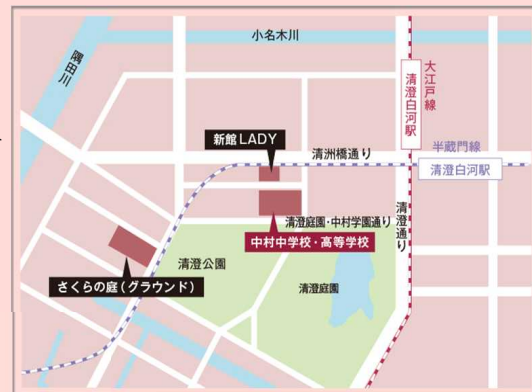 小名木川
隅田川
大江戸線
清澄白河駅
新館LADY
清洲橋通り
半蔵門線
清澄白河駅
清澄庭園・中村学園通り
清澄通り
中村中学校・高等学校
清澄公園
清澄庭園
さくらの庭(グラウンド)